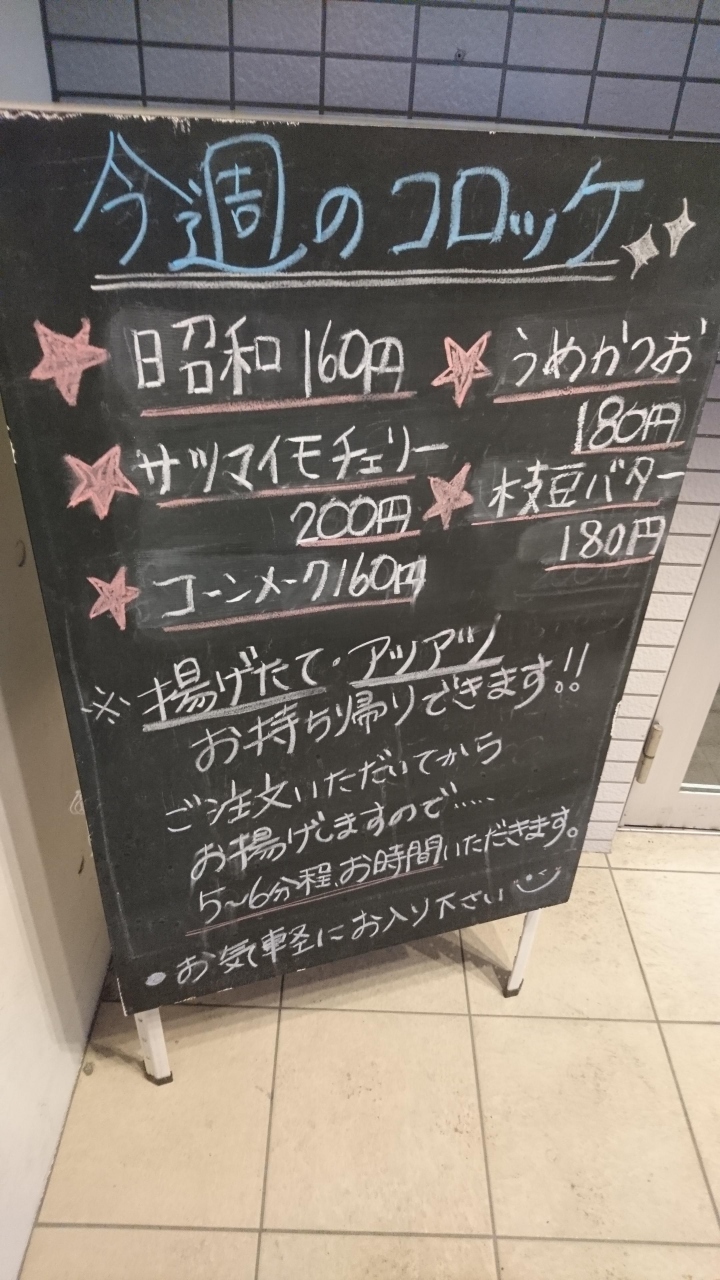 今週のコロッケ
昭和 160円
サツマイモチェリー
200円
コーンメーク160円
うめかつお
180円
枝豆バター
180円
※揚げたて・アツアツ
お持ち帰りできます!!
ご注文いただいてから
お揚げしますので.....
5〜6分程、お時間いただきます。
●お気軽にお入り下さい